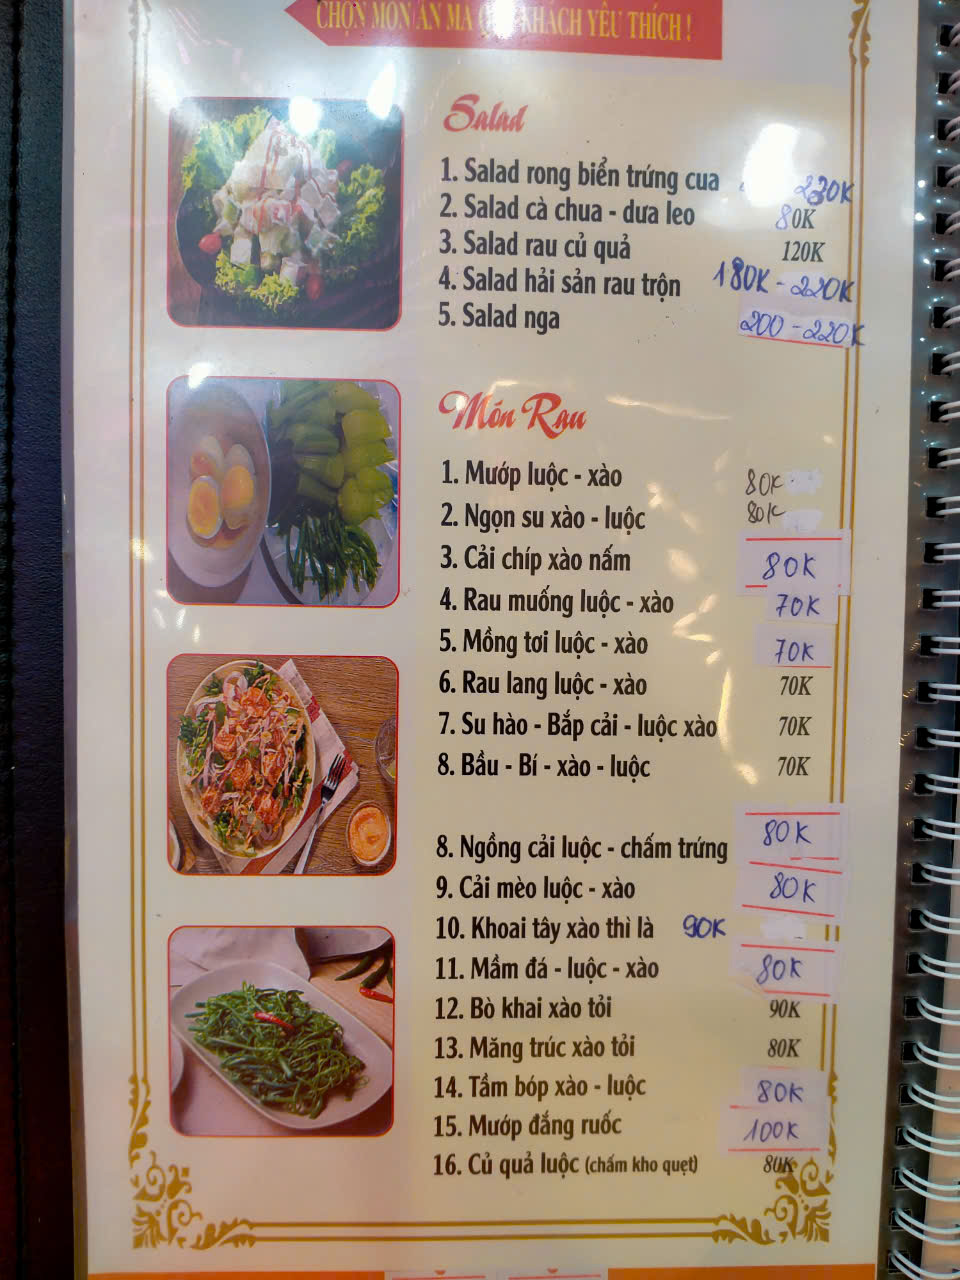 CHỌN MÓN ĂN MÀ QUÝ KHÁCH YÊU THÍCH !
Salad
1. Salad rong biển trứng cua 230K
2. Salad cà chua - dưa leo 80K
3. Salad rau củ quả 120K
4. Salad hải sản rau trộn 180K - 220K
5. Salad nga 200 - 220K
Món Rau
1. Mướp luộc - xào 80K
2. Ngọn su xào - luộc 80K
3. Cải chíp xào nấm 80K
4. Rau muống luộc - xào 70K
5. Mồng tơi luộc - xào 70K
6. Rau lang luộc - xào 70K
7. Su hào - Bắp cải - luộc xào 70K
8. Bầu - Bí - xào - luộc 70K
8. Ngồng cải luộc - chấm trứng 80K
9. Cải mèo luộc - xào 80K
10. Khoai tây xào thì là 90K
11. Mầm đá - luộc - xào 80K
12. Bò khai xào tỏi 90K
13. Măng trúc xào tỏi 80K
14. Tầm bóp xào - luộc 80K
15. Mướp đắng ruốc 100K
16. Củ quả luộc (chấm kho quẹt) 80K